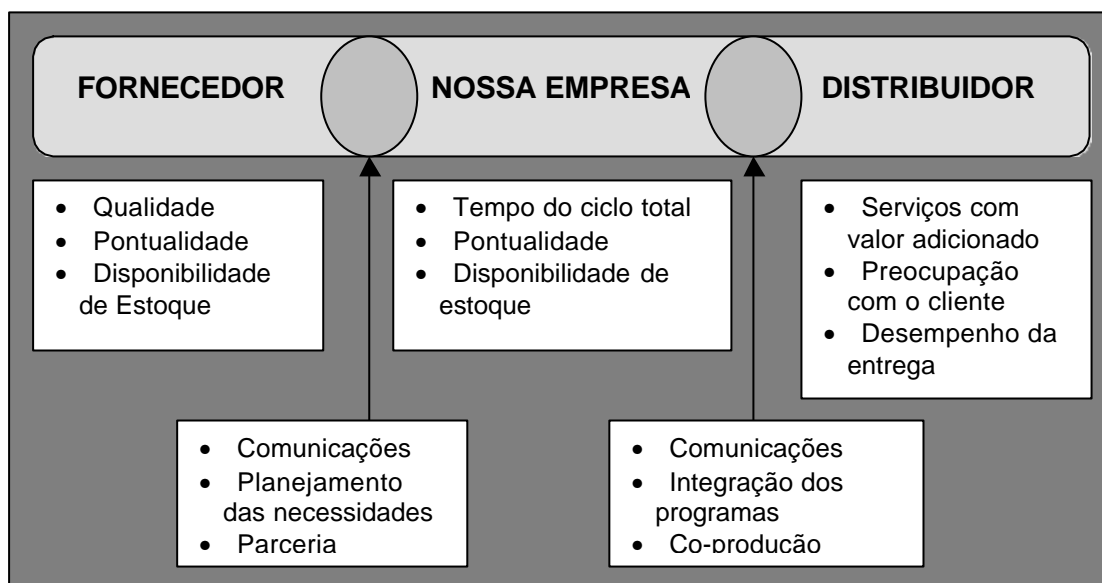 FORNECEDOR
NOSSA EMPRESA
DISTRIBUIDOR
• Qualidade
• Pontualidade
• Disponibilidade
de Estoque
• Tempo do ciclo total
• Pontualidade
• Disponibilidade de
estoque
• Serviços com
valor adicionado
• Preocupação
com o cliente
• Desempenho da
entrega
• Comunicações
• Planejamento
das necessidades
• Parceria
• Comunicações
• Integração dos
programas
• Co-produção